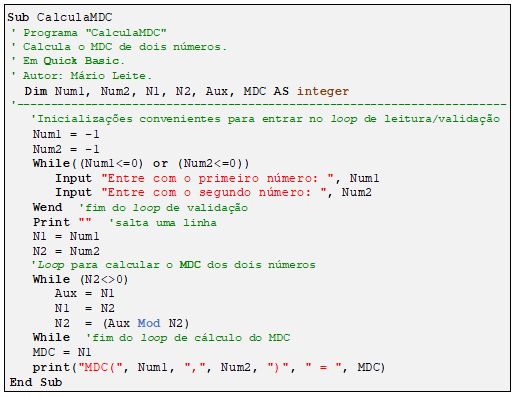 Sub CalculaMDC
' Programa "CalculaMDC"
' Calcula o MDC de dois números.
' Em Quick Basic.
' Autor: Mário Leite.
Dim Num1, Num2, N1, N2, Aux, MDC AS integer
'------------------------------------------------------------------------
'Inicializações convenientes para entrar no loop de leitura/validação
Num1 = -1
Num2 = -1
While((Num1<=0) or (Num2<=0))
Input "Entre com o primeiro número: ", Num1
Input "Entre com o segundo número: ", Num2
Wend 'fim do loop de validação
Print "" 'salta uma linha
N1 = Num1
N2 = Num2
'Loop para calcular o MDC dos dois números
While (N2<>0)
Aux = N1
N1 = N2
N2 = (Aux Mod N2)
While 'fim do loop de cálculo do MDC
MDC = N1
print("MDC(", Num1, ",", Num2, ")", " = ", MDC)
End Sub